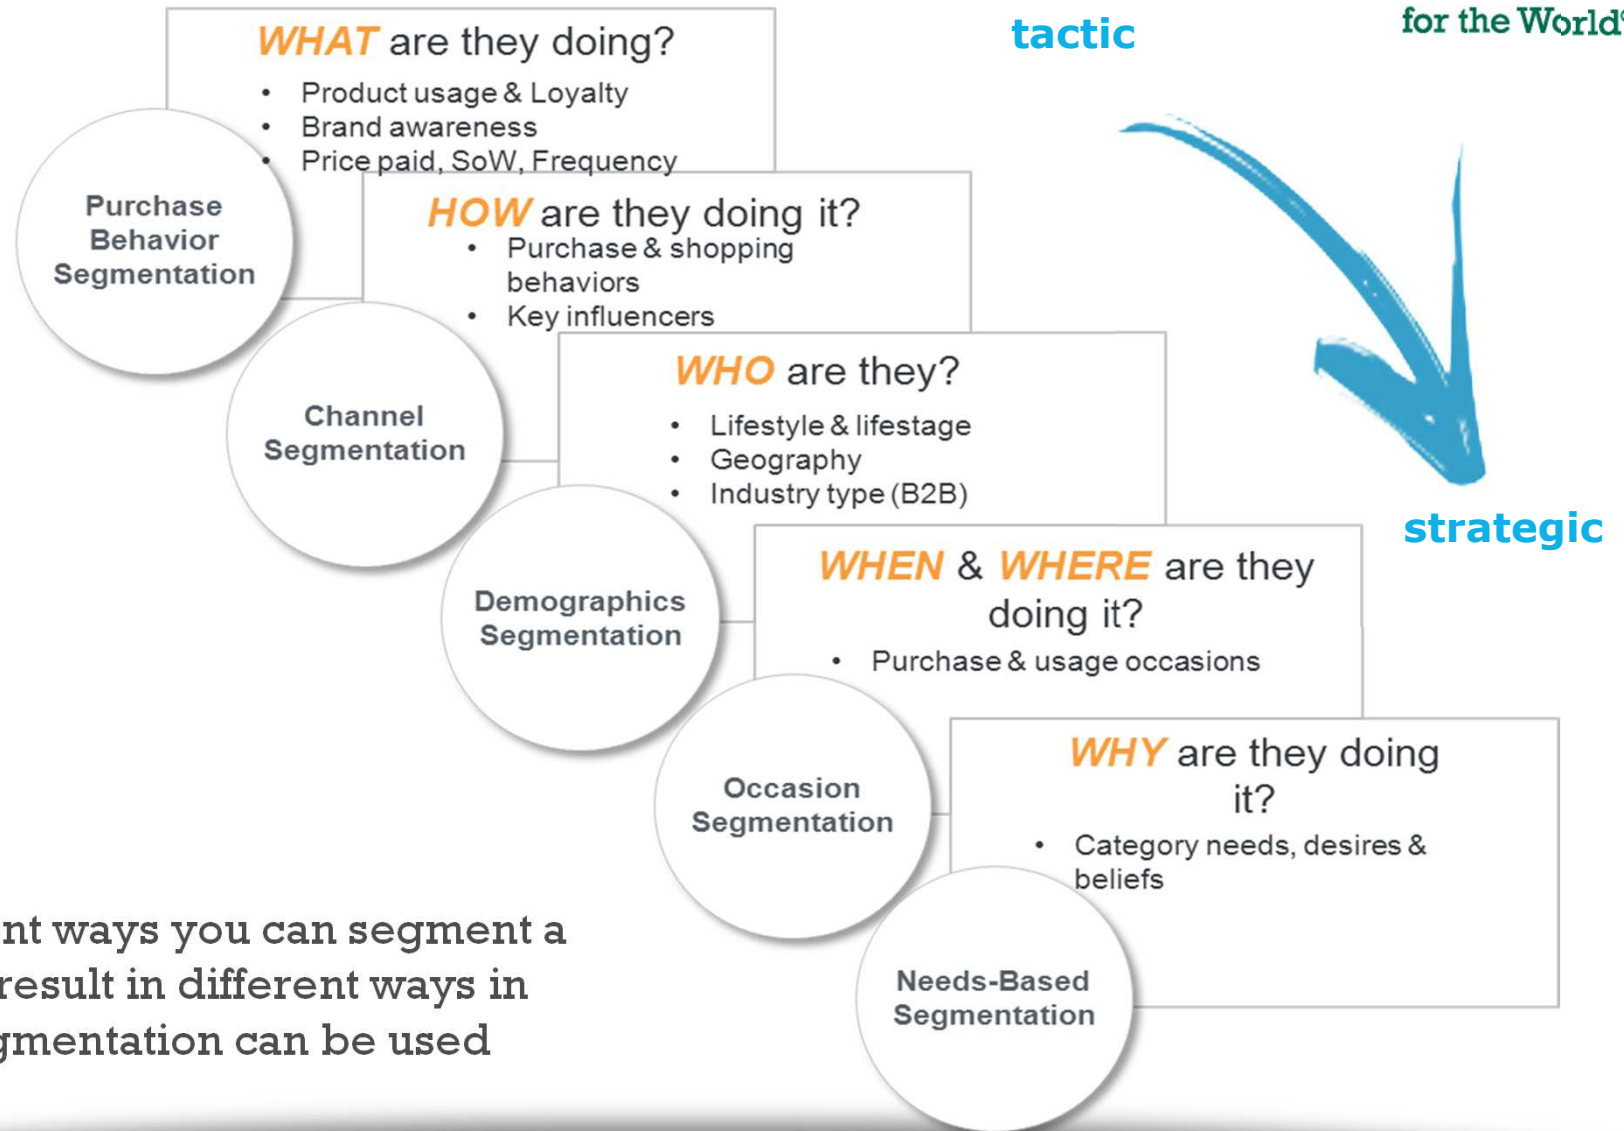 tactic
for the World
WHAT are they doing?
• Product usage & Loyalty
• Brand awareness
• Price paid, SoW, Frequency
Purchase
Behavior
Segmentation
HOW are they doing it?
• Purchase & shopping
behaviors
• Key influencers
Channel
Segmentation
WHO are they?
• Lifestyle & lifestage
• Geography
• Industry type (B2B)
strategic
Demographics
Segmentation
WHEN & WHERE are they
doing it?
• Purchase & usage occasions
Occasion
Segmentation
WHY are they doing
it?
• Category needs, desires &
beliefs
Needs-Based
Segmentation
nt ways you can segment a
result in different ways in
gmentation can be used